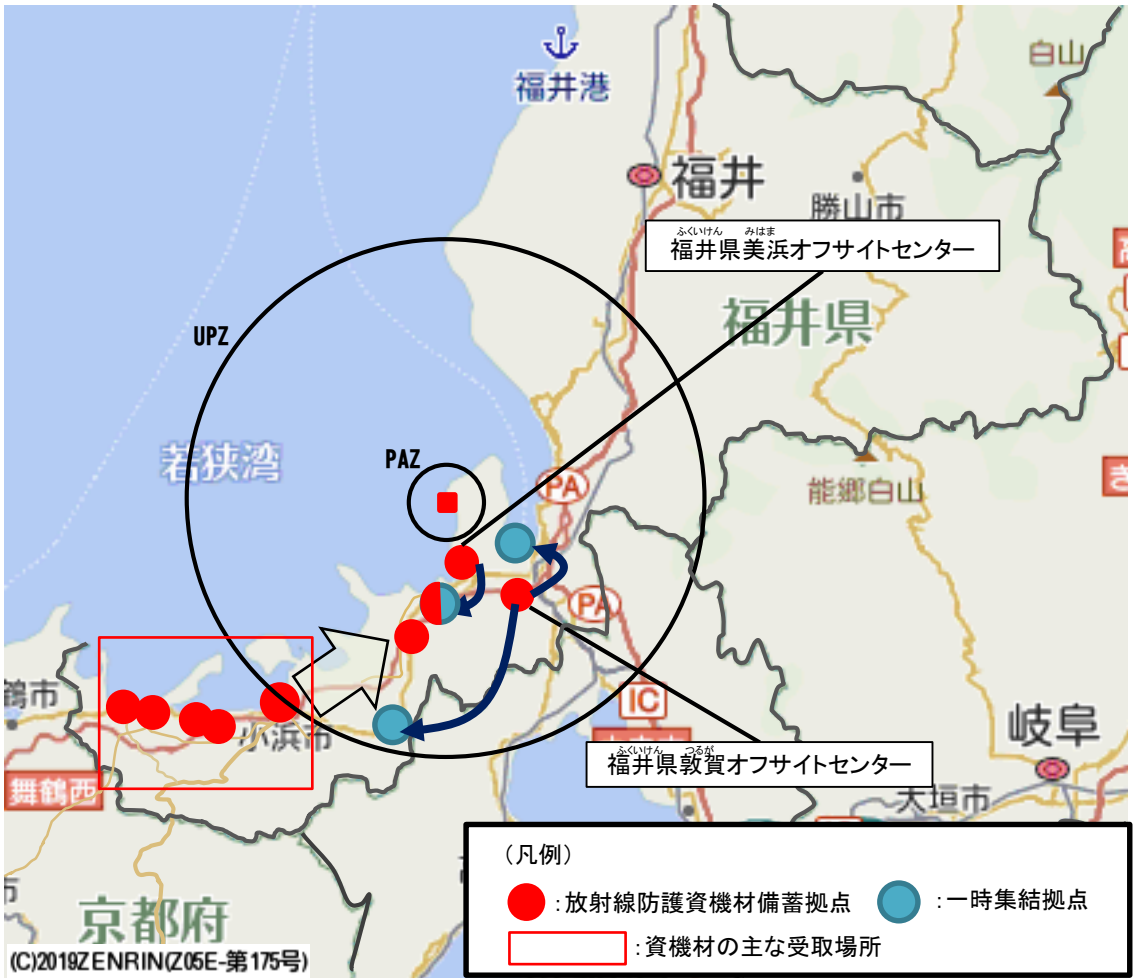 福井港
白山
福井
勝山市
ふくいけん みはま
福井県美浜オフサイトセンター
福井県
UPZ
若狭湾
PAZ
PA
能郷白山
PA
IC
鶴市
小浜市
岐阜
ふくいけん つるが
福井県敦賀オフサイトセンター
舞鶴西
大垣市
(凡例)
:放射線防護資機材備蓄拠点
:一時集結拠点
:資機材の主な受取場所
京都府
(C)2019ZENRIN(Z05E-第175号)